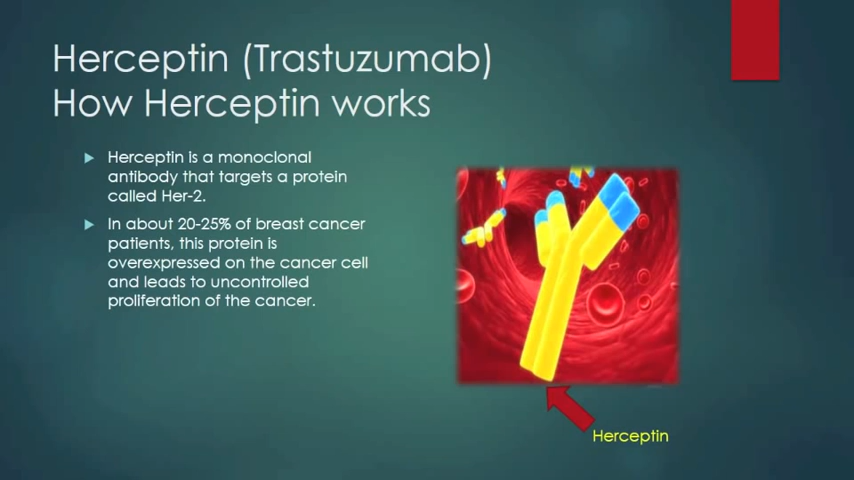 Herceptin (Trastuzumab)
How Herceptin works
Herceptin is a monoclonal
antibody that targets a protein
called Her-2.
In about 20-25% of breast cancer
patients, this protein is
overexpressed on the cancer cell
and leads to uncontrolled
proliferation of the cancer.
Herceptin